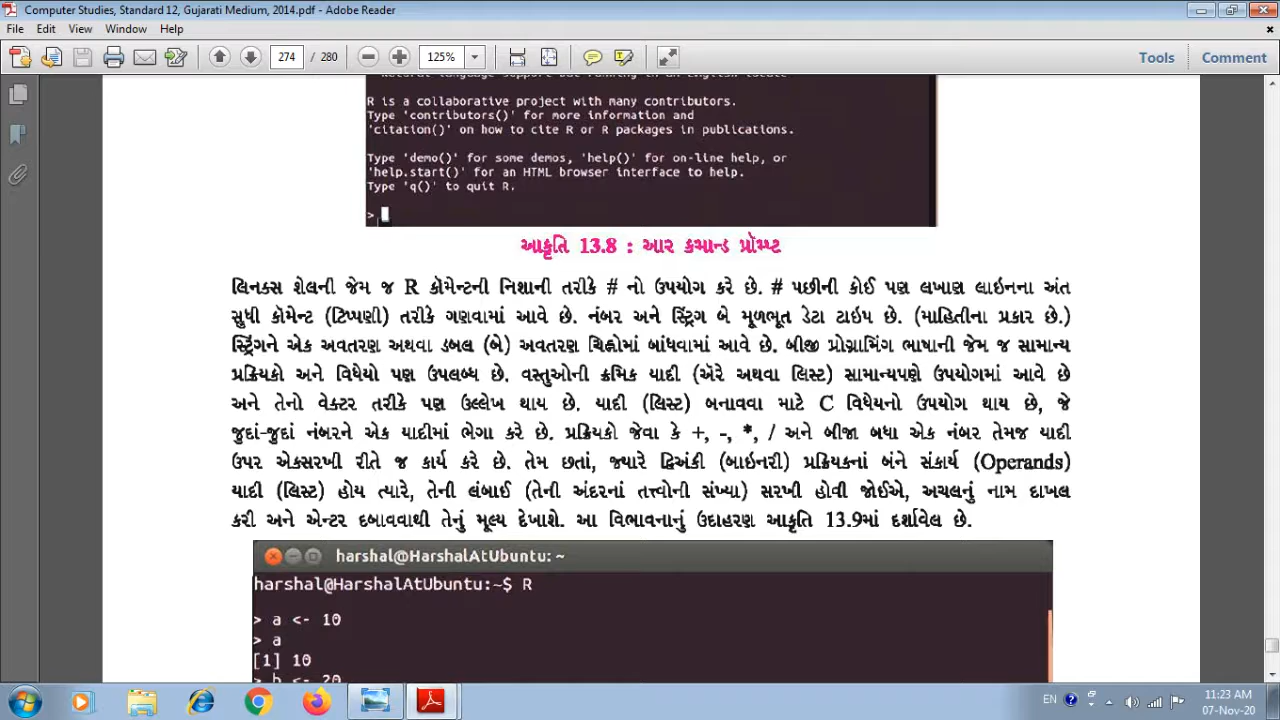 Computer Studies, Standard 12, Gujarati Medium, 2014.pdf - Adobe Reader
File Edit View Window Help
274 / 280 125% Tools Comment
R is a collaborative project with many contributors.
Type 'contributors()' for more information and
'citation()' on how to cite R or R packages in publications.
Type 'demo()' for some demos, 'help()' for on-line help, or
'help.start()' for an HTML browser interface to help.
Type 'q()' to quit R.
>
આકૃતિ 13.8 : આર કમાન્ડ પ્રૉમ્પ્ટ
લિનક્સ શેલની જેમ જ R કૉમેન્ટની નિશાની તરીકે # નો ઉપયોગ કરે છે. # પછીની કોઈ પણ લખાણ લાઇનના અંત
સુધી કૉમેન્ટ (ટિપ્પણી) તરીકે ગણવામાં આવે છે. નંબર અને સ્ટ્રિંગ બે મૂળભૂત ડેટા ટાઇપ છે. (માહિતીના પ્રકાર છે.)
સ્ટ્રિંગને એક અવતરણ અથવા ડબલ (બે) અવતરણ ચિહ્નોમાં બાંધવામાં આવે છે. બીજી પ્રોગ્રામિંગ ભાષાની જેમ જ સામાન્ય
પ્રક્રિયકો અને વિધેયો પણ ઉપલબ્ધ છે. વસ્તુઓની ક્રમિક યાદી (ઍરે અથવા લિસ્ટ) સામાન્યપણે ઉપયોગમાં આવે છે
અને તેનો વેક્ટર તરીકે પણ ઉલ્લેખ થાય છે. યાદી (લિસ્ટ) બનાવવા માટે C વિધેયનો ઉપયોગ થાય છે, જે
જુદાં-જુદાં નંબરને એક યાદીમાં ભેગા કરે છે. પ્રક્રિયકો જેવા કે +, -, *, / અને બીજા બધા એક નંબર તેમજ યાદી
ઉપર એકસરખી રીતે જ કાર્ય કરે છે. તેમ છતાં, જ્યારે દ્વિઅંકી (બાઇનરી) પ્રક્રિયકનાં બંને સંકાર્ય (Operands)
યાદી (લિસ્ટ) હોય ત્યારે, તેની લંબાઈ (તેની અંદરનાં તત્ત્વોની સંખ્યા) સરખી હોવી જોઈએ, અચલનું નામ દાખલ
કરી અને એન્ટર દબાવવાથી તેનું મૂલ્ય દેખાશે. આ વિભાવનાનું ઉદાહરણ આકૃતિ 13.9માં દર્શાવેલ છે.
harshal@HarshalAtUbuntu: ~
harshal@HarshalAtUbuntu:~$ R
> a <- 10
> a
[1] 10
> b <- 20
EN 11:23 AM
07-Nov-20